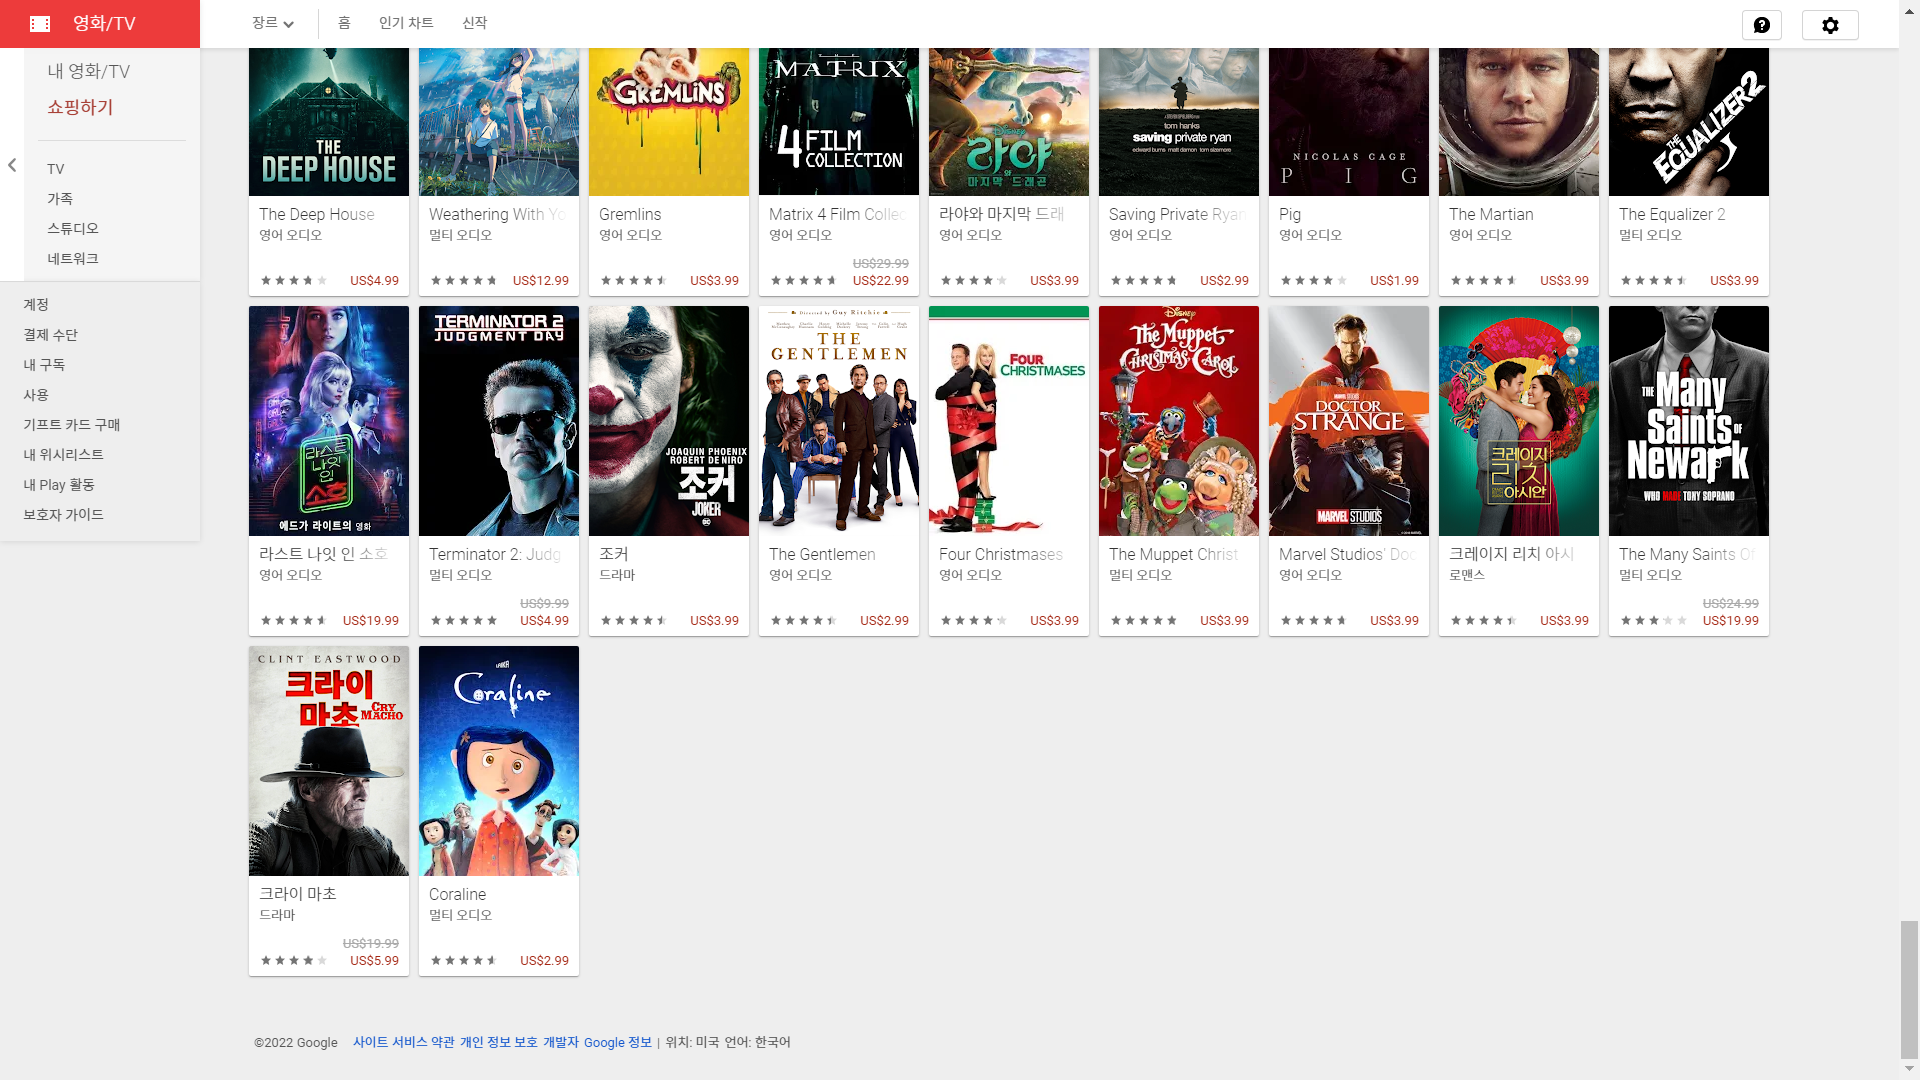 영화/TV
장르
홈
인기 차트
신작
내 영화/TV
쇼핑하기
TV
가족
스튜디오
네트워크
계정
결제 수단
내 구독
사용
기프트 카드 구매
내 위시리스트
내 Play 활동
보호자 가이드
THE
DEEP HOUSE
The Deep House
영어 오디오
US$4.99
Weathering With Yo
멀티 오디오
US$12.99
GREMLINS
Gremlins
영어 오디오
US$3.99
MATRIX
4 FILM
COLLECTION
Matrix 4 Film Collec
영어 오디오
US$29.99
US$22.99
DISNEY
라야와
마지막 드래곤
라야와 마지막 드래
영어 오디오
US$3.99
tom hanks
saving private ryan
edward burns matt damon tom sizemore
Saving Private Ryan
영어 오디오
US$2.99
NICOLAS CAGE
PIG
Pig
영어 오디오
US$1.99
The Martian
영어 오디오
US$3.99
THE
EQUALIZER 2
The Equalizer 2
멀티 오디오
US$3.99
라스트
나잇
인
소호
에드가 라이트의 영화
라스트 나잇 인 소호
영어 오디오
US$19.99
TERMINATOR 2
JUDGMENT DAY
Terminator 2: Judg
멀티 오디오
US$9.99
US$4.99
JOAQUIN PHOENIX
ROBERT DE NIRO
조커
JOKER
조커
드라마
US$3.99
Directed by Guy Ritchie
THE
GENTLEMEN
The Gentlemen
영어 오디오
US$2.99
FOUR
CHRISTMASES
Four Christmases
영어 오디오
US$3.99
DISNEY
The Muppet
CHRISTMAS CAROL
The Muppet Christ
멀티 오디오
US$3.99
MARVEL STUDIOS
DOCTOR
STRANGE
MARVEL STUDIOS
Marvel Studios' Doc
영어 오디오
US$3.99
크레이지
리치
아시안
크레이지 리치 아시
로맨스
US$3.99
THE
Many
Saints OF
Newark
WHO MADE TONY SOPRANO
The Many Saints Of
멀티 오디오
US$24.99
US$19.99
CLINT EASTWOOD
크라이
마초
CRY
MACHO
크라이 마초
드라마
US$19.99
US$5.99
LAIKA
Coraline
Coraline
멀티 오디오
US$2.99
©2022 Google 사이트 서비스 약관 개인 정보 보호 개발자 Google 정보 | 위치: 미국 언어: 한국어